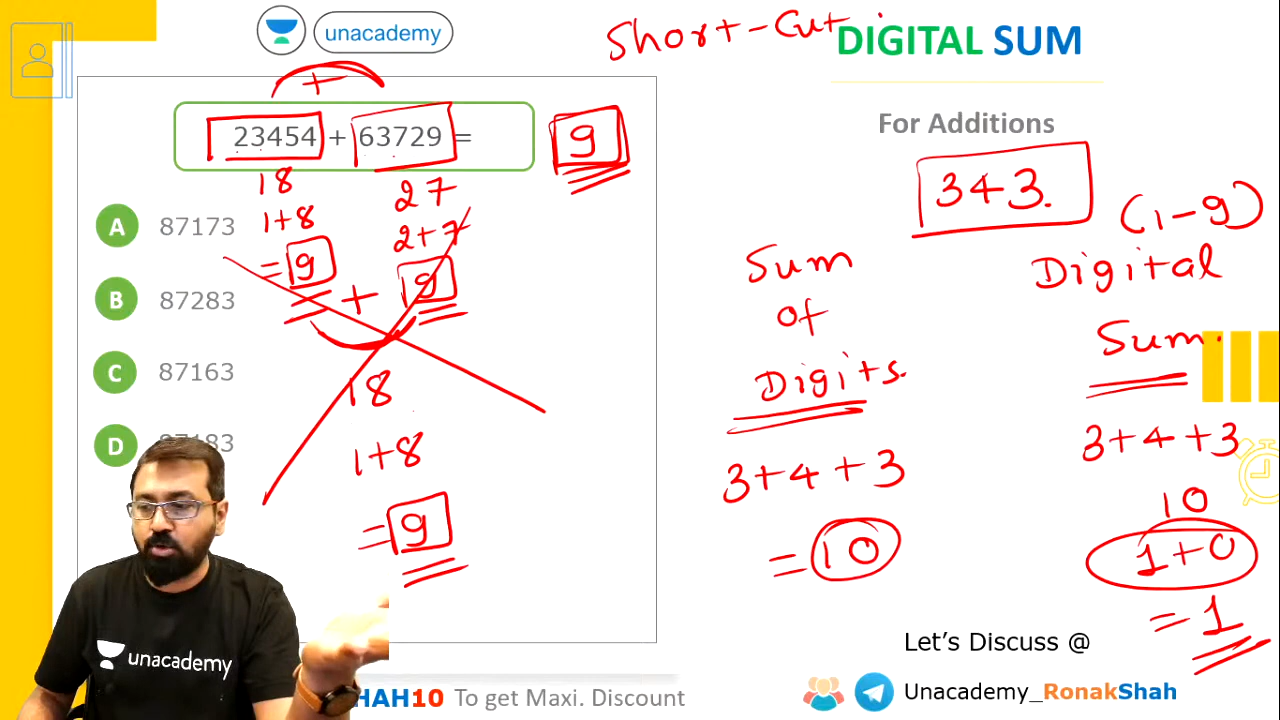 unacademy
Short-Cut
DIGITAL SUM
+
23454 + 63729 =
9
For Additions
343.
(1-9)
18
27
1+8
2+7
= 9
+
9
18
1+8
= 9
A 87173
B 87283
C 87163
D 87183
Sum
of
Digits.
3+4+3
= 10
Digital
Sum.
3+4+3
10
1+0
= 1
unacademy
Let's Discuss @
HAH10 To get Maxi. Discount
Unacademy_RonakShah